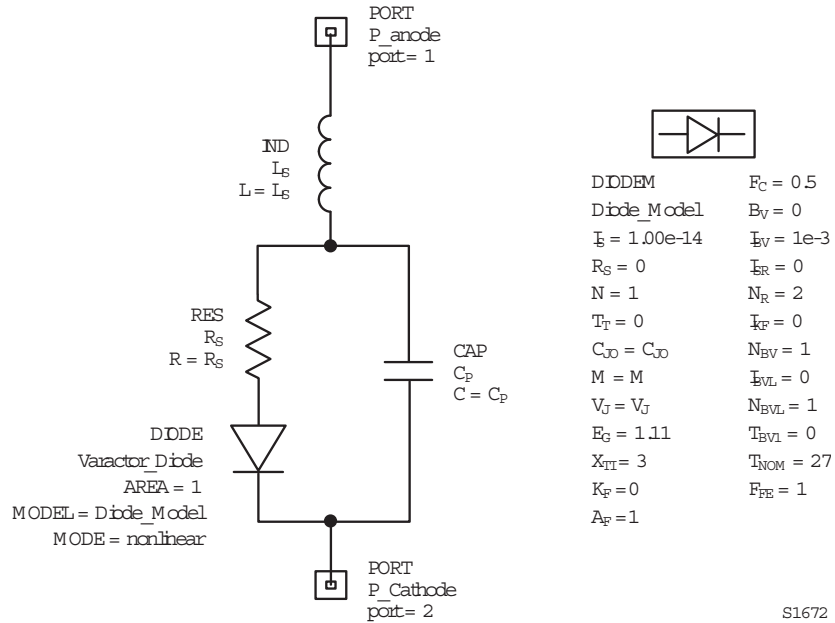 PORT
P_anode
port= 1
IND
LS
L= LS
RES
RS
R = RS
CAP
CP
C = CP
DIODE
Varactor_Diode
AREA = 1
MODEL= Diode_Model
MODE = nonlinear
PORT
P_Cathode
port= 2
DIODEM
Diode_Model
IS = 1.00e-14
RS = 0
N = 1
TT = 0
CJO = CJO
M = M
VJ = VJ
EG = 1.11
XTI = 3
KF =0
AF =1
FC = 0.5
BV = 0
IBV = 1e-3
ISR = 0
NR = 2
IKF = 0
NBV = 1
IBVL = 0
NBVL = 1
TBV1 = 0
TNOM = 27
FFE = 1
S1672